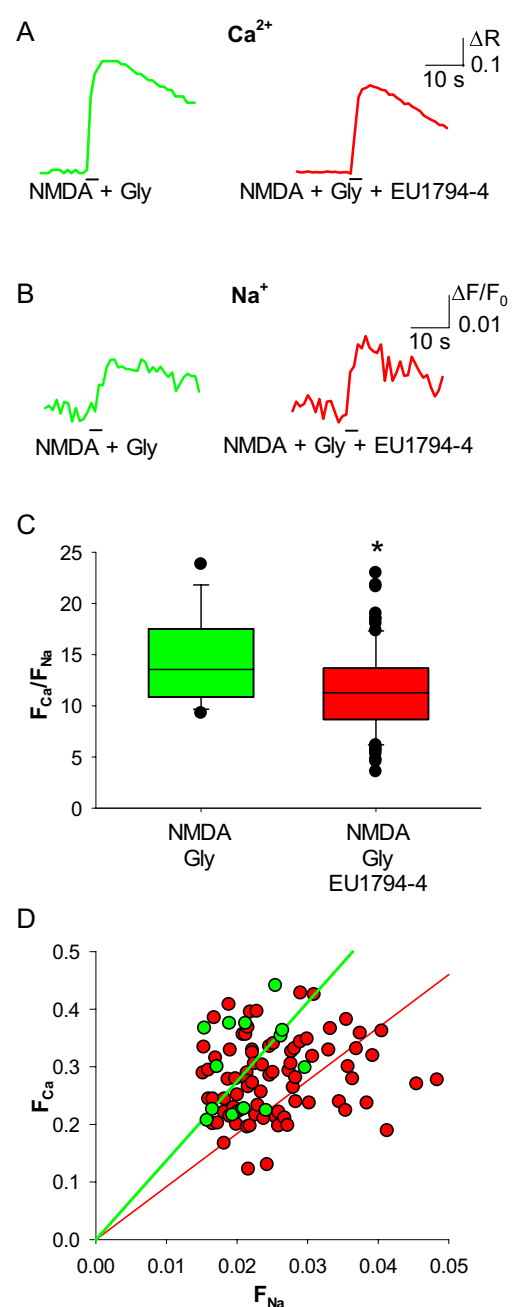 A
Ca²⁺
ΔR
0.1
10 s
NMDA + Gly
NMDA + Gly + EU1794-4
B
Na⁺
ΔF/F₀
0.01
10 s
NMDA + Gly
NMDA + Gly + EU1794-4
C
25
20
15
10
5
0
F_Ca/F_Na
*
NMDA
Gly
NMDA
Gly
EU1794-4
D
0.5
0.4
0.3
0.2
0.1
0.0
F_Ca
0.00 0.01 0.02 0.03 0.04 0.05
F_Na